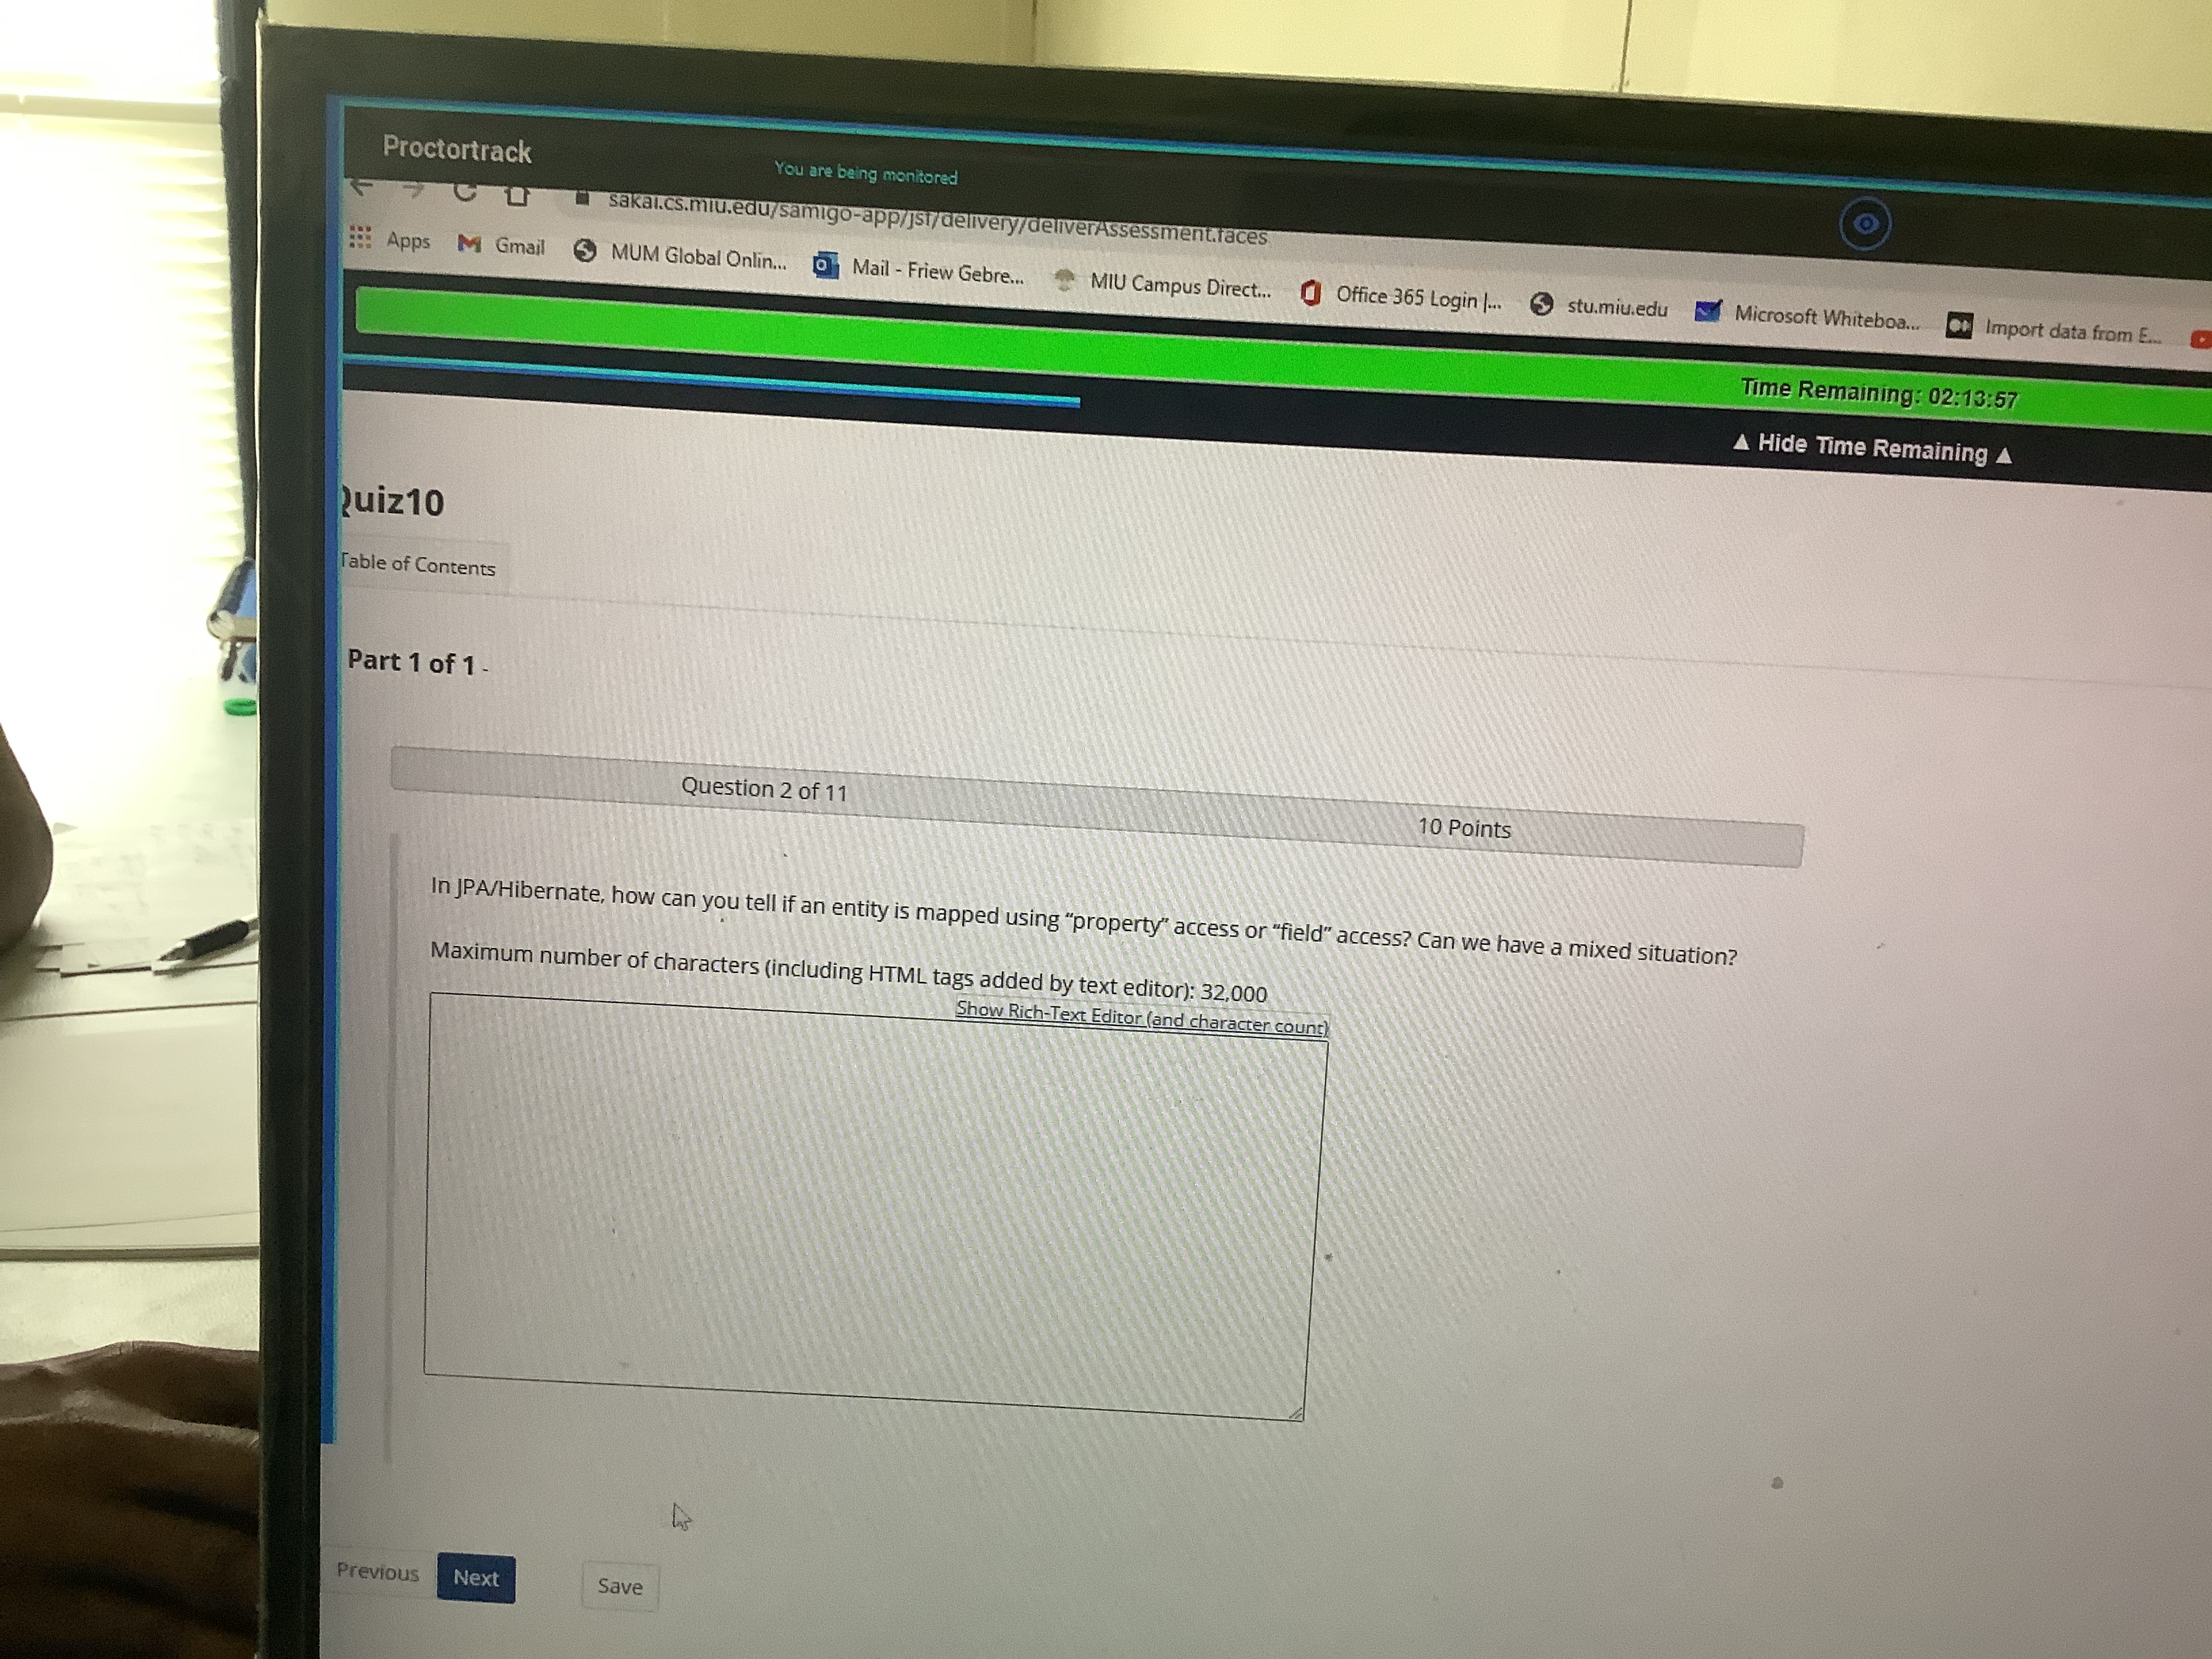 Proctortrack
You are being monitored
sakai.cs.miu.edu/samigo-app/jsf/delivery/deliverAssessment.faces
Apps Gmail MUM Global Onlin... Mail - Friew Gebre... MIU Campus Direct... Office 365 Login |... stu.miu.edu Microsoft Whiteboa... Import data from E...
Time Remaining: 02:13:57
▲ Hide Time Remaining ▲
Quiz10
Table of Contents
Part 1 of 1 -
Question 2 of 11
10 Points
In JPA/Hibernate, how can you tell if an entity is mapped using “property” access or “field” access? Can we have a mixed situation?
Maximum number of characters (including HTML tags added by text editor): 32,000
Show Rich-Text Editor (and character count)
Previous Next Save